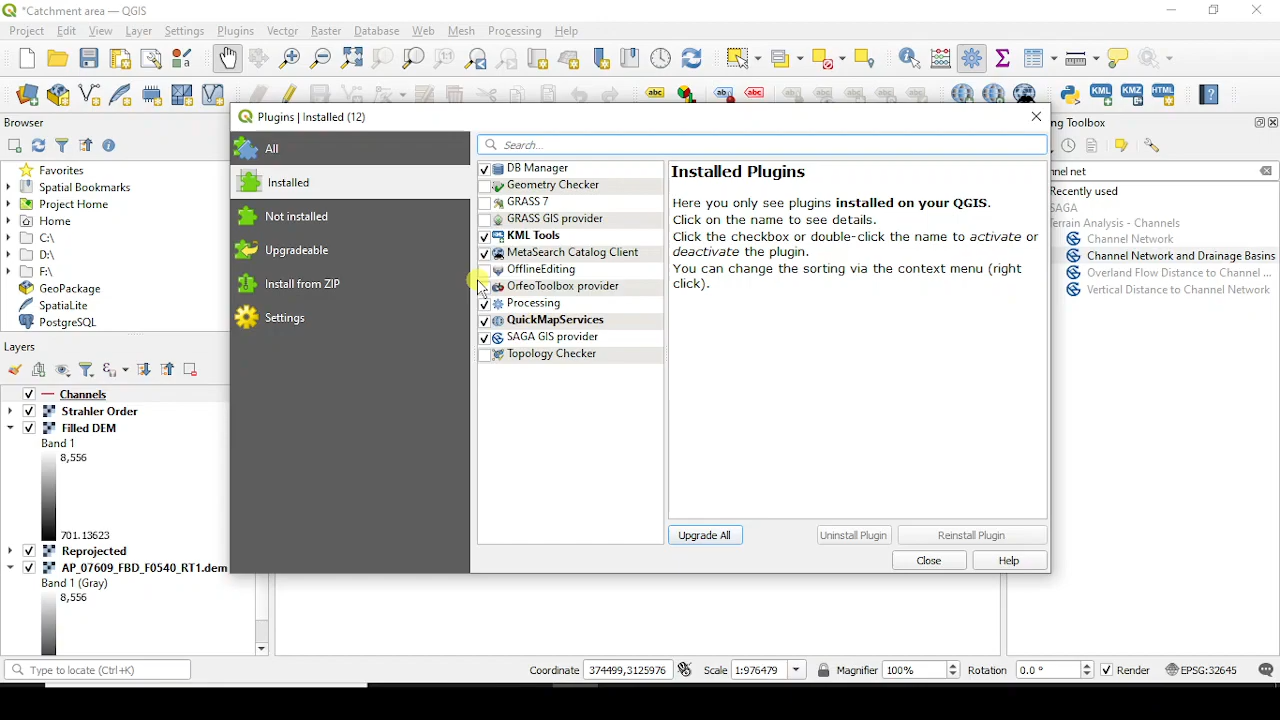 *Catchment area — QGIS
Project Edit View Layer Settings Plugins Vector Raster Database Web Mesh Processing Help
Plugins | Installed (12)
Browser
Favorites
Spatial Bookmarks
Project Home
Home
C:\
D:\
F:\
GeoPackage
SpatiaLite
PostgreSQL
Layers
Channels
Strahler Order
Filled DEM
Band 1
8,556
701.13623
Reprojected
AP_07609_FBD_F0540_RT1.dem
Band 1 (Gray)
8,556
All
Installed
Not installed
Upgradeable
Install from ZIP
Settings
Search...
DB Manager
Geometry Checker
GRASS 7
GRASS GIS provider
KML Tools
MetaSearch Catalog Client
OfflineEditing
OrfeoToolbox provider
Processing
QuickMapServices
SAGA GIS provider
Topology Checker
Installed Plugins
Here you only see plugins installed on your QGIS.
Click on the name to see details.
Click the checkbox or double-click the name to activate or
deactivate the plugin.
You can change the sorting via the context menu (right
click).
Upgrade All
Uninstall Plugin
Reinstall Plugin
Close
Help
ng Toolbox
nnel net
Recently used
SAGA
errain Analysis - Channels
Channel Network
Channel Network and Drainage Basins
Overland Flow Distance to Channel ...
Vertical Distance to Channel Network
Type to locate (Ctrl+K)
Coordinate 374499,3125976 Scale 1:976479 Magnifier 100% Rotation 0.0 ° Render EPSG:32645